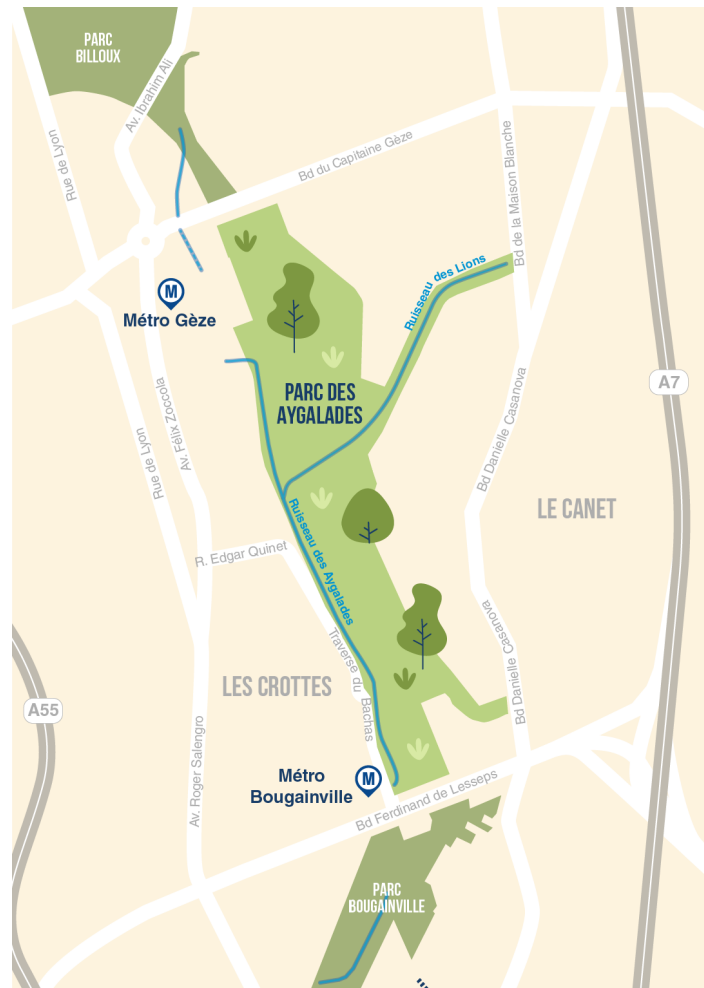 PARC
BILLOUX
Av. Ibrahim Ali
Rue de Lyon
Bd du Capitaine Gèze
Bd de la Maison Blanche
Ruisseau des Lions
M
Métro Gèze
A7
PARC DES
AYGALADES
Av. Félix Zoccola
Rue de Lyon
Bd Danielle Casanova
LE CANET
R. Edgar Quinet
Ruisseau des Aygalades
Traverse du Bachas
Bd Danielle Casanova
LES CROTTES
A55
Av. Roger Salengro
Métro
Bougainville
M
Bd Ferdinand de Lesseps
PARC
BOUGAINVILLE